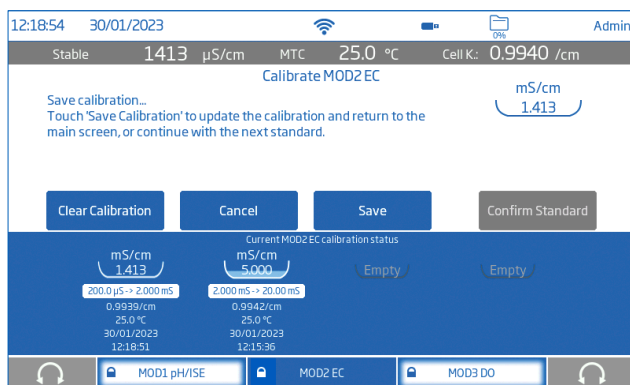 12:18:54 30/01/2023 0% Admin
Stable 1413 µS/cm MTC 25.0 °C Cell K.: 0.9940 /cm
Calibrate MOD2 EC
Save calibration...
Touch 'Save Calibration' to update the calibration and return to the
main screen, or continue with the next standard.
mS/cm
1.413
Clear Calibration Cancel Save Confirm Standard
Current MOD2 EC calibration status
mS/cm mS/cm
1.413 5.000 Empty Empty
200.0 µS -> 2.000 mS 2.000 mS -> 20.00 mS
0.9939/cm 0.9942/cm
25.0 °C 25.0 °C
30/01/2023 30/01/2023
12:18:51 12:15:36
MOD1 pH/ISE MOD2 EC MOD3 DO